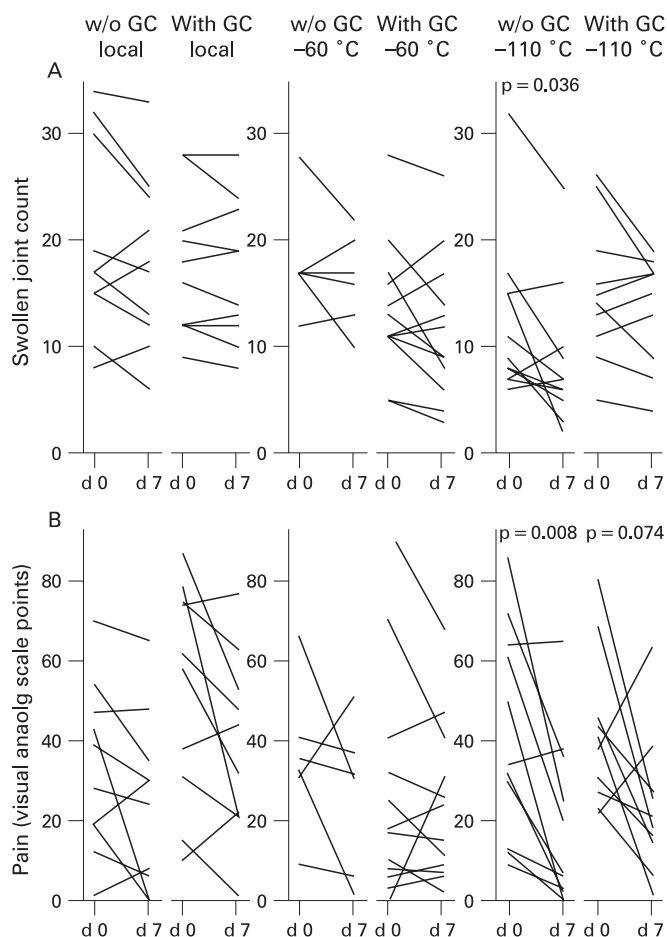 w/o GC local
With GC local
w/o GC –60 ˚C
With GC –60 ˚C
w/o GC –110 ˚C
With GC –110 ˚C
A
p = 0.036
Swollen joint count
30
20
10
0
30
20
10
0
30
20
10
0
d 0 d 7 d 0 d 7 d 0 d 7 d 0 d 7 d 0 d 7 d 0 d 7
B
p = 0.008 p = 0.074
Pain (visual anaolg scale points)
80
60
40
20
0
80
60
40
20
0
80
60
40
20
0
d 0 d 7 d 0 d 7 d 0 d 7 d 0 d 7 d 0 d 7 d 0 d 7